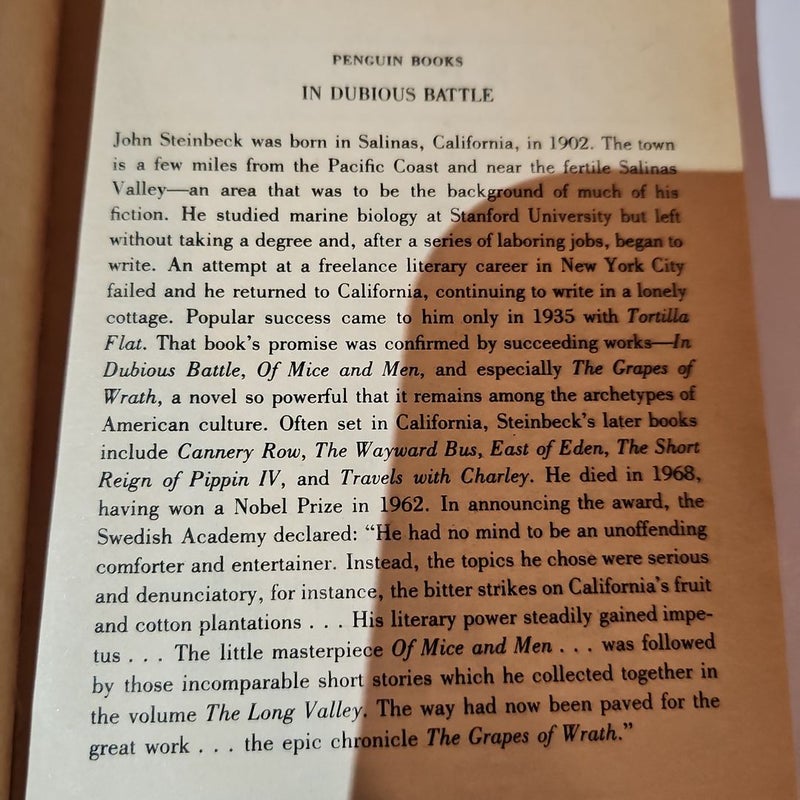 PENGUIN BOOKS
IN DUBIOUS BATTLE
John Steinbeck was born in Salinas, California, in 1902. The town
is a few miles from the Pacific Coast and near the fertile Salinas
Valley—an area that was to be the background of much of his
fiction. He studied marine biology at Stanford University but left
without taking a degree and, after a series of laboring jobs, began to
write. An attempt at a freelance literary career in New York City
failed and he returned to California, continuing to write in a lonely
cottage. Popular success came to him only in 1935 with Tortilla
Flat. That book's promise was confirmed by succeeding works—In
Dubious Battle, Of Mice and Men, and especially The Grapes of
Wrath, a novel so powerful that it remains among the archetypes of
American culture. Often set in California, Steinbeck's later books
include Cannery Row, The Wayward Bus, East of Eden, The Short
Reign of Pippin IV, and Travels with Charley. He died in 1968,
having won a Nobel Prize in 1962. In announcing the award, the
Swedish Academy declared: “He had no mind to be an unoffending
comforter and entertainer. Instead, the topics he chose were serious
and denunciatory, for instance, the bitter strikes on California's fruit
and cotton plantations . . . His literary power steadily gained impe-
tus . . . The little masterpiece Of Mice and Men . . . was followed
by those incomparable short stories which he collected together in
the volume The Long Valley. The way had now been paved for the
great work . . . the epic chronicle The Grapes of Wrath.”